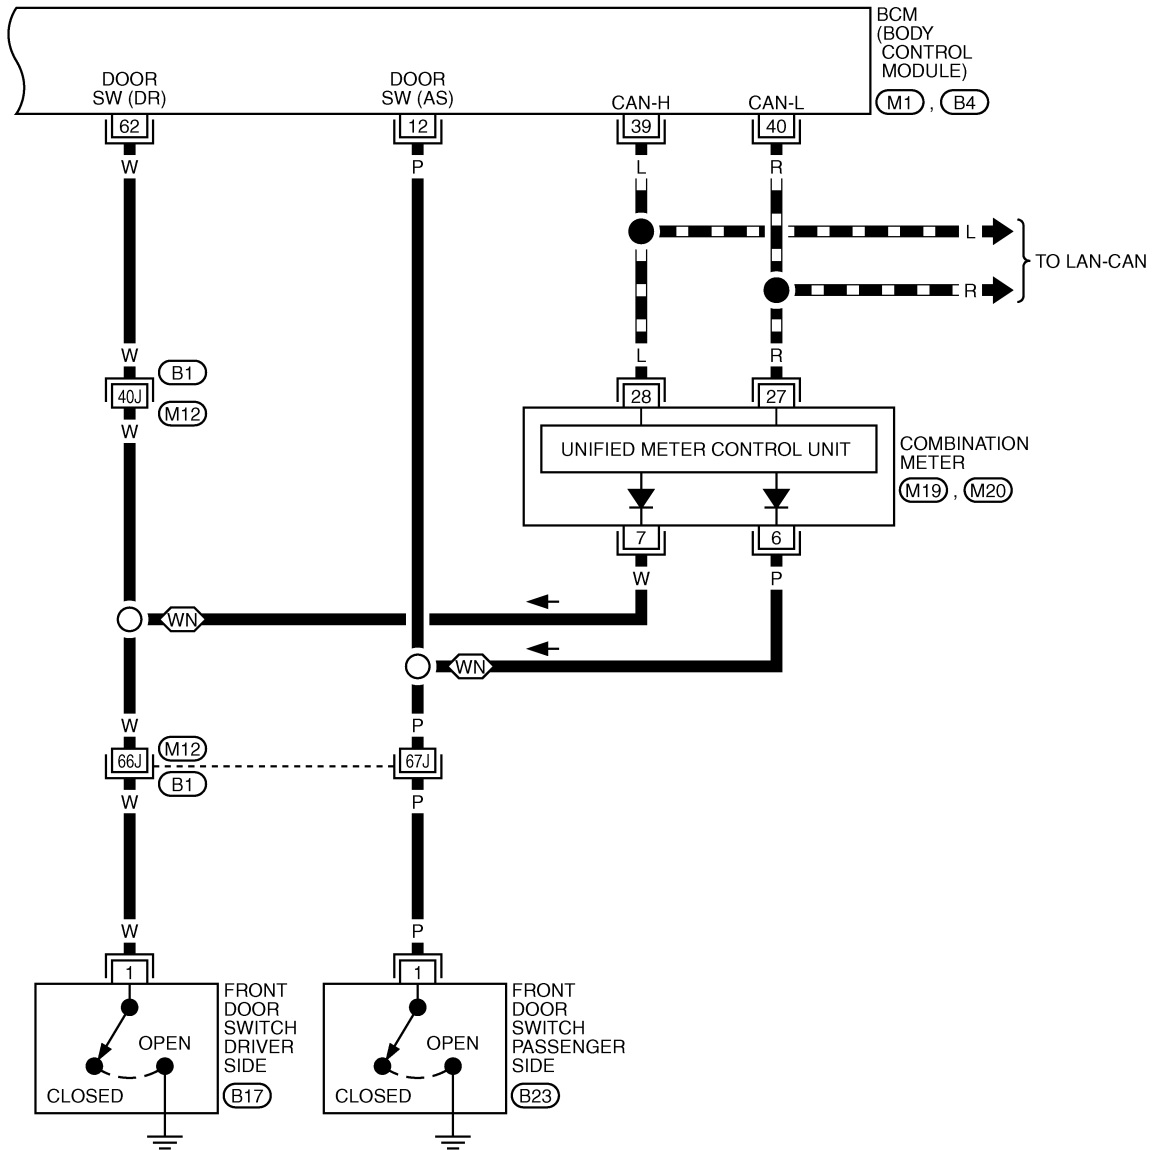 BCM
(BODY
CONTROL
MODULE)
M1 , B4
DOOR
SW (DR)
DOOR
SW (AS)
CAN-H
CAN-L
62
12
39
40
W
P
L
R
L
TO LAN-CAN
R
W
L
R
B1
40J
28
27
M12
W
UNIFIED METER CONTROL UNIT
COMBINATION
METER
M19 , M20
7
6
W
P
WN
WN
W
P
M12
66J
67J
B1
W
P
W
P
1
1
FRONT
DOOR
SWITCH
DRIVER
SIDE
B17
OPEN
CLOSED
FRONT
DOOR
SWITCH
PASSENGER
SIDE
B23
OPEN
CLOSED